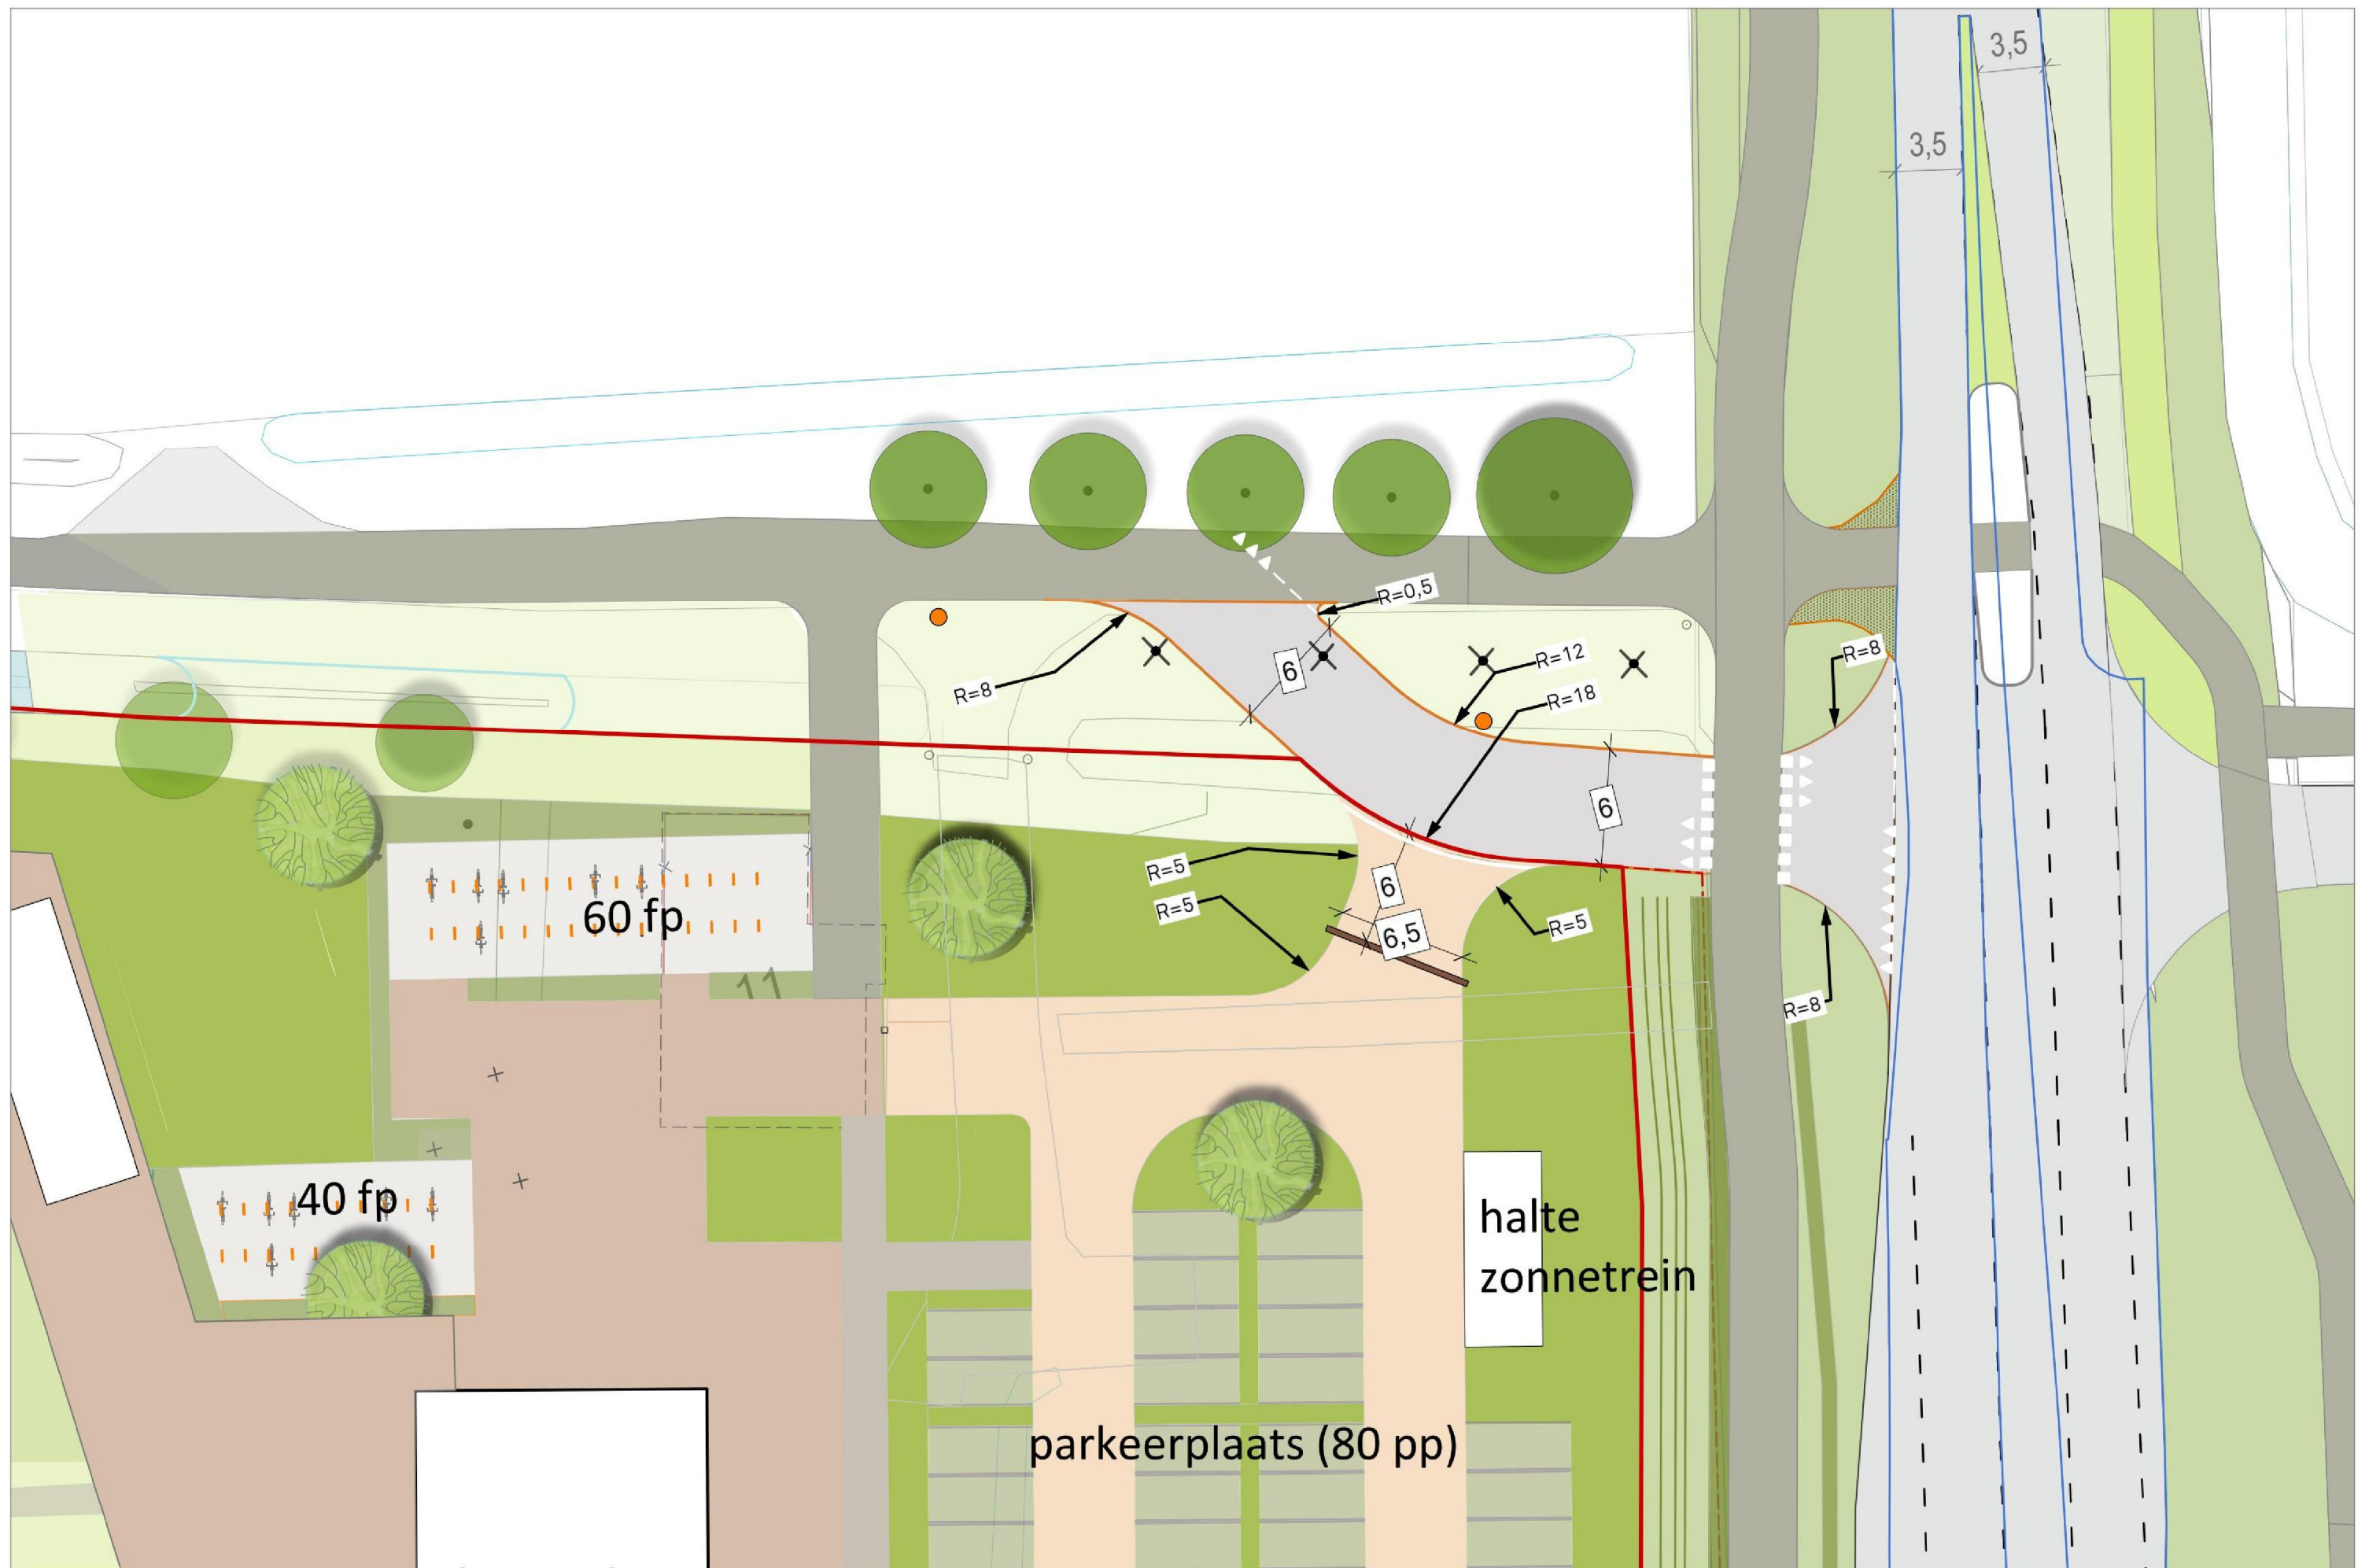 3,5
3,5
R=0,5
R=12
R=8
6
R=8
R=18
6
60 fp
R=5
6
R=5
R=5
6,5
11
R=8
40 fp
halte
zonnetrein
parkeerplaats (80 pp)